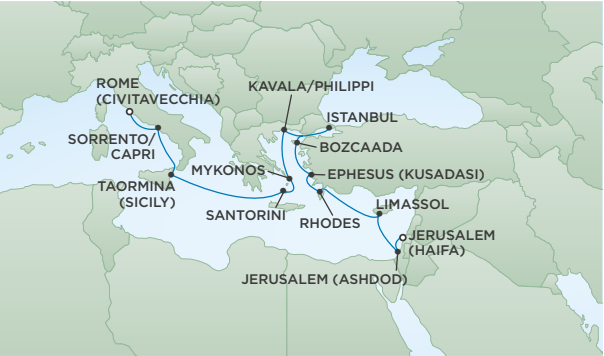 ROME
(CIVITAVECCHIA)
KAVALA/PHILIPPI
ISTANBUL
SORRENTO/
CAPRI
BOZCAADA
MYKONOS
EPHESUS (KUSADASI)
TAORMINA
(SICILY)
SANTORINI
RHODES
LIMASSOL
JERUSALEM
(HAIFA)
JERUSALEM (ASHDOD)